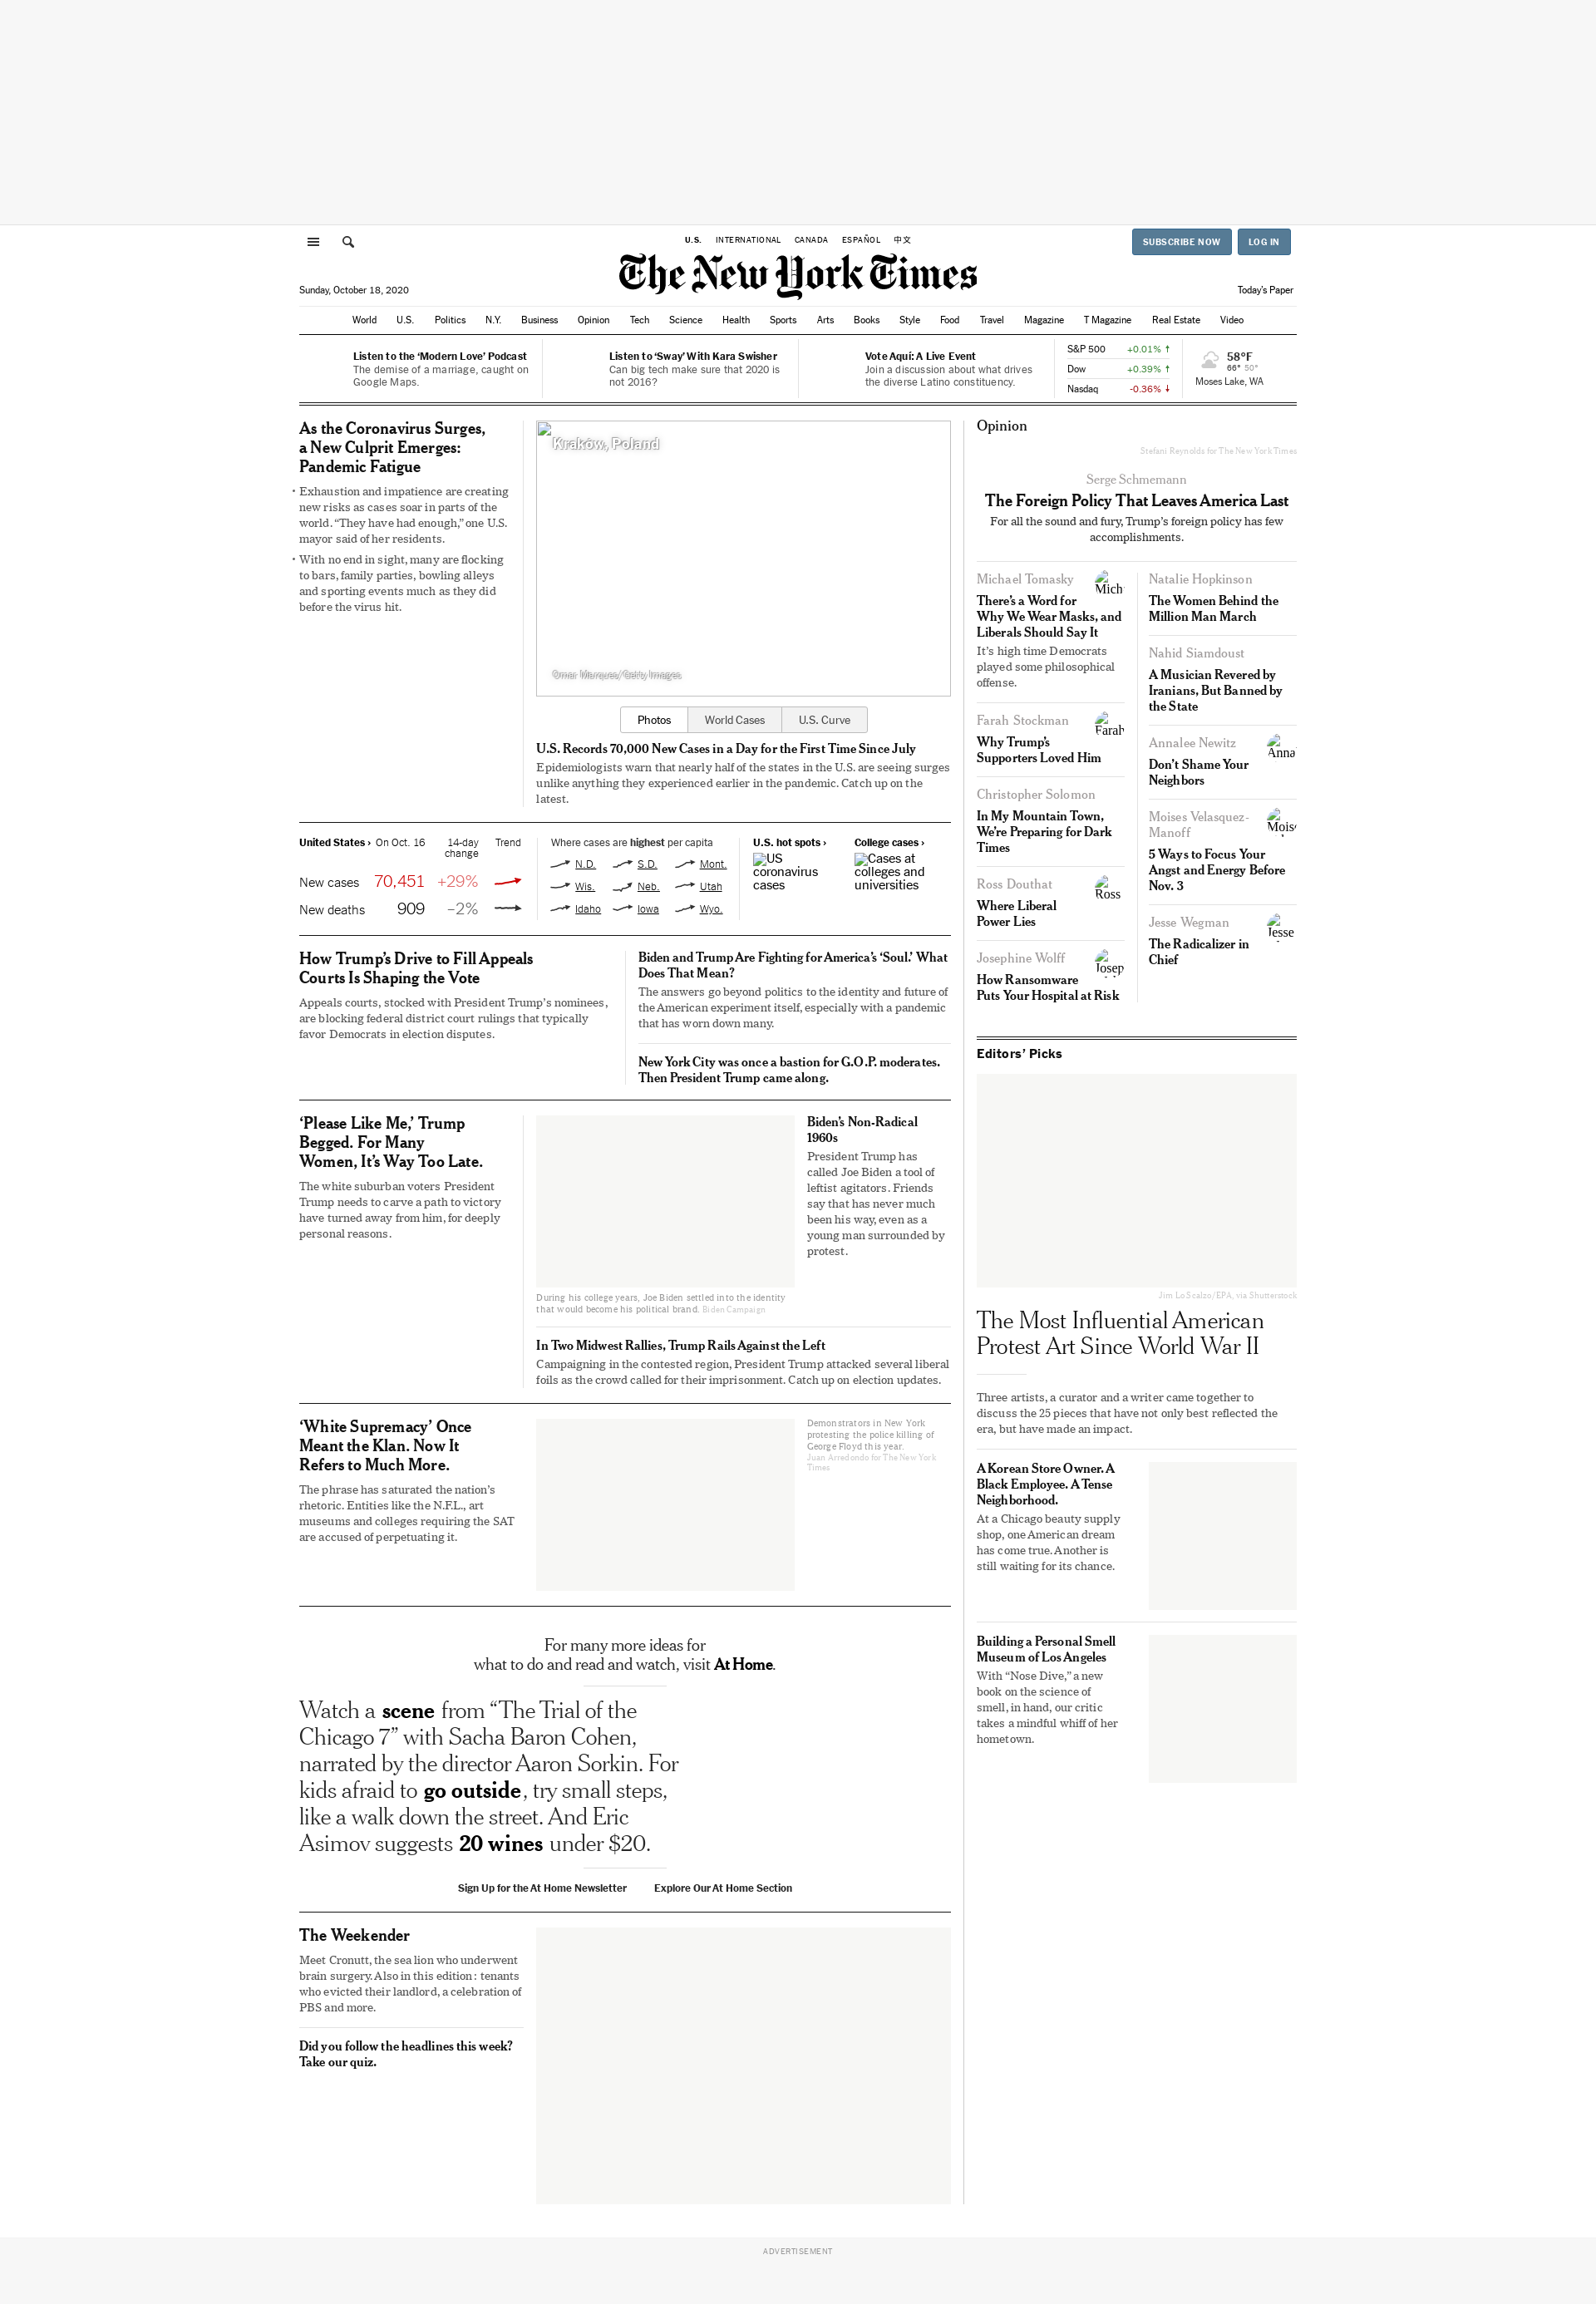 U.S. INTERNATIONAL CANADA ESPAÑOL 中文
SUBSCRIBE NOW LOG IN
The New York Times
Sunday, October 18, 2020
Today's Paper
World U.S. Politics N.Y. Business Opinion Tech Science Health Sports Arts Books Style Food Travel Magazine T Magazine Real Estate Video
Listen to the ‘Modern Love’ Podcast
The demise of a marriage, caught on
Google Maps.
Listen to ‘Sway’ With Kara Swisher
Can big tech make sure that 2020 is
not 2016?
Vote Aquí: A Live Event
Join a discussion about what drives
the diverse Latino constituency.
S&P 500 +0.01% ↑
Dow +0.39% ↑
Nasdaq -0.36% ↓
58°F
66° 50°
Moses Lake, WA
As the Coronavirus Surges,
a New Culprit Emerges:
Pandemic Fatigue
• Exhaustion and impatience are creating
new risks as cases soar in parts of the
world. “They have had enough,” one U.S.
mayor said of her residents.
• With no end in sight, many are flocking
to bars, family parties, bowling alleys
and sporting events much as they did
before the virus hit.
Kraków, Poland
Omar Marques/Getty Images
Photos World Cases U.S. Curve
U.S. Records 70,000 New Cases in a Day for the First Time Since July
Epidemiologists warn that nearly half of the states in the U.S. are seeing surges
unlike anything they experienced earlier in the pandemic. Catch up on the
latest.
United States › On Oct. 16 14-day
change Trend
New cases 70,451 +29%
New deaths 909 –2%
Where cases are highest per capita
N.D. S.D. Mont.
Wis. Neb. Utah
Idaho Iowa Wyo.
U.S. hot spots ›
US
coronavirus
cases
College cases ›
Cases at
colleges and
universities
How Trump’s Drive to Fill Appeals
Courts Is Shaping the Vote
Appeals courts, stocked with President Trump’s nominees,
are blocking federal district court rulings that typically
favor Democrats in election disputes.
Biden and Trump Are Fighting for America’s ‘Soul.’ What
Does That Mean?
The answers go beyond politics to the identity and future of
the American experiment itself, especially with a pandemic
that has worn down many.
New York City was once a bastion for G.O.P. moderates.
Then President Trump came along.
‘Please Like Me,’ Trump
Begged. For Many
Women, It’s Way Too Late.
The white suburban voters President
Trump needs to carve a path to victory
have turned away from him, for deeply
personal reasons.
During his college years, Joe Biden settled into the identity
that would become his political brand. Biden Campaign
Biden’s Non-Radical
1960s
President Trump has
called Joe Biden a tool of
leftist agitators. Friends
say that has never much
been his way, even as a
young man surrounded by
protest.
In Two Midwest Rallies, Trump Rails Against the Left
Campaigning in the contested region, President Trump attacked several liberal
foils as the crowd called for their imprisonment. Catch up on election updates.
‘White Supremacy’ Once
Meant the Klan. Now It
Refers to Much More.
The phrase has saturated the nation’s
rhetoric. Entities like the N.F.L., art
museums and colleges requiring the SAT
are accused of perpetuating it.
Demonstrators in New York
protesting the police killing of
George Floyd this year.
Juan Arredondo for The New York
Times
For many more ideas for
what to do and read and watch, visit At Home.
Watch a scene from “The Trial of the
Chicago 7” with Sacha Baron Cohen,
narrated by the director Aaron Sorkin. For
kids afraid to go outside, try small steps,
like a walk down the street. And Eric
Asimov suggests 20 wines under $20.
Sign Up for the At Home Newsletter Explore Our At Home Section
The Weekender
Meet Cronutt, the sea lion who underwent
brain surgery. Also in this edition: tenants
who evicted their landlord, a celebration of
PBS and more.
Did you follow the headlines this week?
Take our quiz.
Opinion
Stefani Reynolds for The New York Times
Serge Schmemann
The Foreign Policy That Leaves America Last
For all the sound and fury, Trump’s foreign policy has few
accomplishments.
Michael Tomasky
Mich
There’s a Word for
Why We Wear Masks, and
Liberals Should Say It
It’s high time Democrats
played some philosophical
offense.
Farah Stockman
Farah
Why Trump’s
Supporters Loved Him
Christopher Solomon
In My Mountain Town,
We’re Preparing for Dark
Times
Ross Douthat
Ross
Where Liberal
Power Lies
Josephine Wolff
Josep
How Ransomware
Puts Your Hospital at Risk
Natalie Hopkinson
The Women Behind the
Million Man March
Nahid Siamdoust
A Musician Revered by
Iranians, But Banned by
the State
Annalee Newitz
Anna
Don’t Shame Your
Neighbors
Moises Velasquez-
Manoff
Moise
5 Ways to Focus Your
Angst and Energy Before
Nov. 3
Jesse Wegman
Jesse
The Radicalizer in
Chief
Editors’ Picks
Jim Lo Scalzo/EPA, via Shutterstock
The Most Influential American
Protest Art Since World War II
Three artists, a curator and a writer came together to
discuss the 25 pieces that have not only best reflected the
era, but have made an impact.
A Korean Store Owner. A
Black Employee. A Tense
Neighborhood.
At a Chicago beauty supply
shop, one American dream
has come true. Another is
still waiting for its chance.
Building a Personal Smell
Museum of Los Angeles
With “Nose Dive,” a new
book on the science of
smell, in hand, our critic
takes a mindful whiff of her
hometown.
ADVERTISEMENT